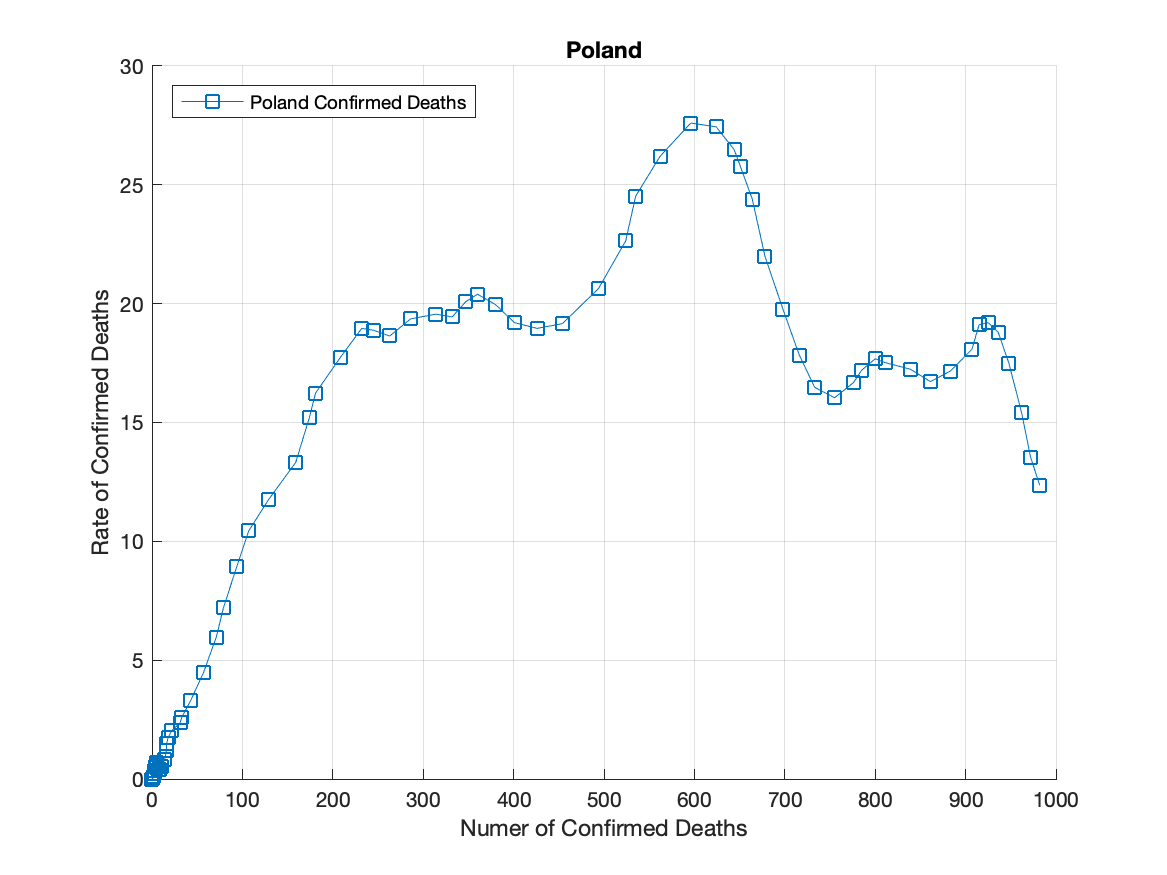 Poland
30
Poland Confirmed Deaths
25
20
15
10
5
0
Rate of Confirmed Deaths
0 100 200 300 400 500 600 700 800 900 1000
Numer of Confirmed Deaths